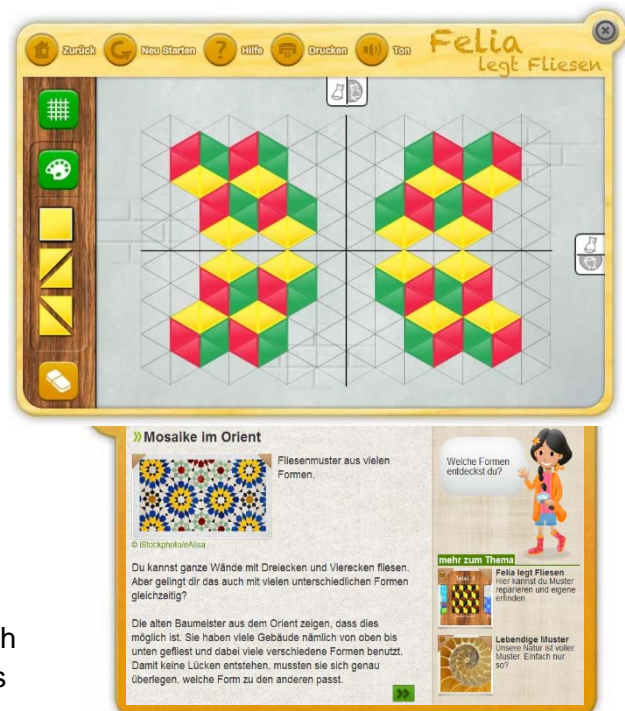 Zurück
Neu Starten
Hilfe
Drucken
Ton
Felia
legt Fliesen
»Mosaike im Orient
Fliesenmuster aus vielen
Formen.
© iStockphoto/eAlisa
Du kannst ganze Wände mit Dreiecken und Vierecken fliesen.
Aber gelingt dir das auch mit vielen unterschiedlichen Formen
gleichzeitig?
Die alten Baumeister aus dem Orient zeigen, dass dies
möglich ist. Sie haben viele Gebäude nämlich von oben bis
unten gefliest und dabei viele verschiedene Formen benutzt.
Damit keine Lücken entstehen, mussten sie sich genau
überlegen, welche Form zu den anderen passt.
Welche Formen
entdeckst du?
mehr zum Thema
Felia legt Fliesen
Hier kannst du Muster
reparieren und eigene
erfinden.
Lebendige Muster
Unsere Natur ist voller
Muster. Einfach nur
so?
h
s